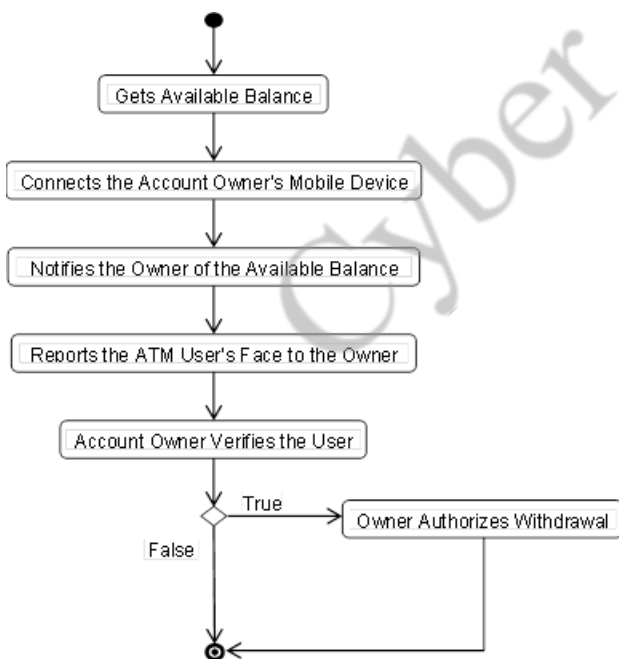 Gets Available Balance
Cyber
Connects the Account Owner's Mobile Device
Notifies the Owner of the Available Balance
Reports the ATM User's Face to the Owner
Account Owner Verifies the User
True
Owner Authorizes Withdrawal
False